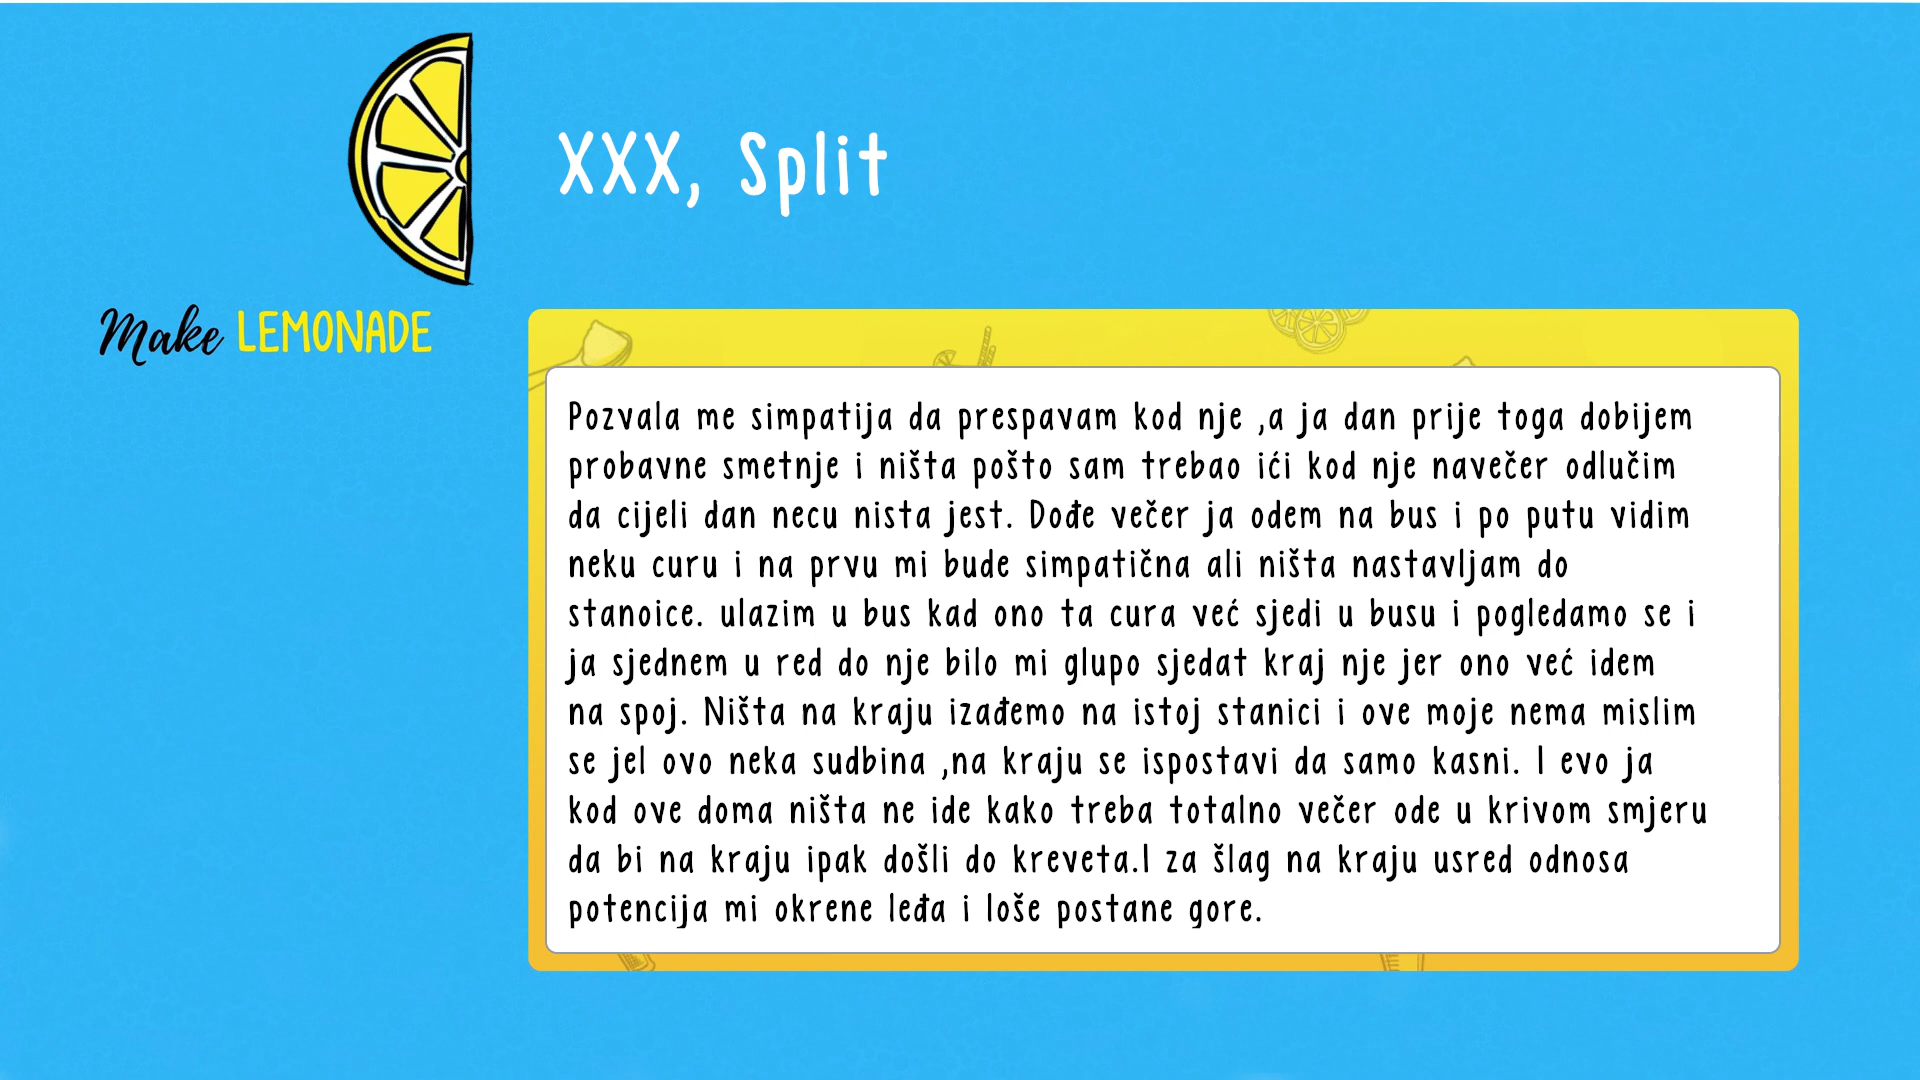 XXX, Split
Make LEMONADE
Pozvala me simpatija da prespavam kod nje ,a ja dan prije toga dobijem
probavne smetnje i ništa pošto sam trebao ići kod nje navečer odlučim
da cijeli dan necu nista jest. Dođe večer ja odem na bus i po putu vidim
neku curu i na prvu mi bude simpatična ali ništa nastavljam do
stanoice. ulazim u bus kad ono ta cura već sjedi u busu i pogledamo se i
ja sjednem u red do nje bilo mi glupo sjedat kraj nje jer ono već idem
na spoj. Ništa na kraju izađemo na istoj stanici i ove moje nema mislim
se jel ovo neka sudbina ,na kraju se ispostavi da samo kasni. I evo ja
kod ove doma ništa ne ide kako treba totalno večer ode u krivom smjeru
da bi na kraju ipak došli do kreveta.I za šlag na kraju usred odnosa
potencija mi okrene leđa i loše postane gore.